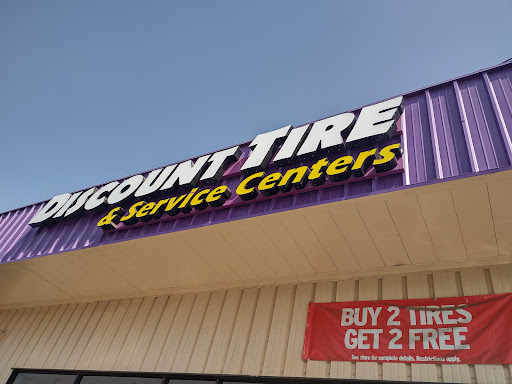 DISCOUNT TIRE
& Service Centers
BUY 2 TIRES
GET 2 FREE
See store for complete details. Restrictions apply.